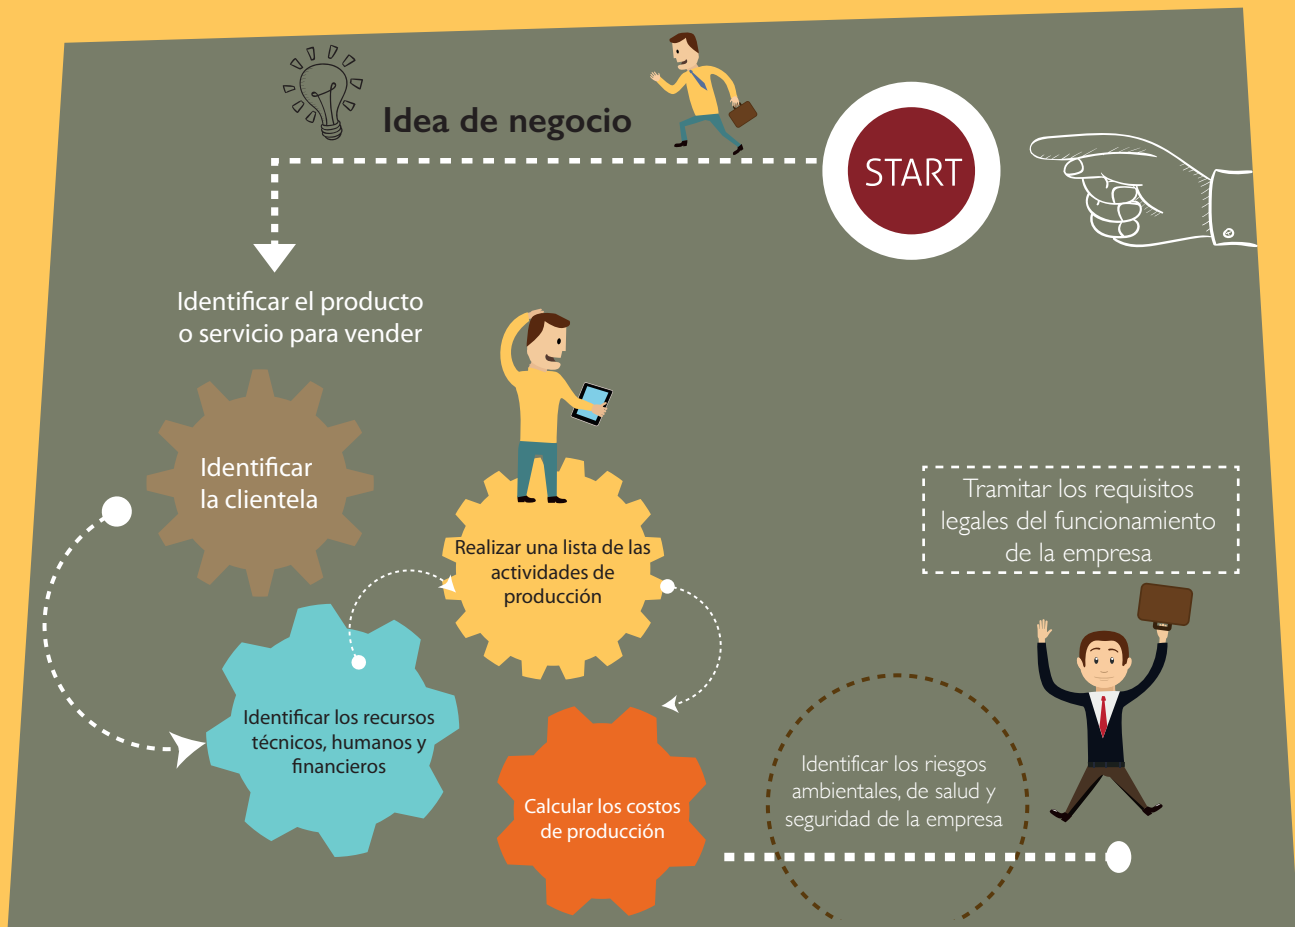 Idea de negocio
START
Identificar el producto
o servicio para vender
Identificar
la clientela
Identificar los recursos
técnicos, humanos y
financieros
Realizar una lista de las
actividades de
producción
Calcular los costos
de producción
Identificar los riesgos
ambientales, de salud y
seguridad de la empresa
Tramitar los requisitos
legales del funcionamiento
de la empresa